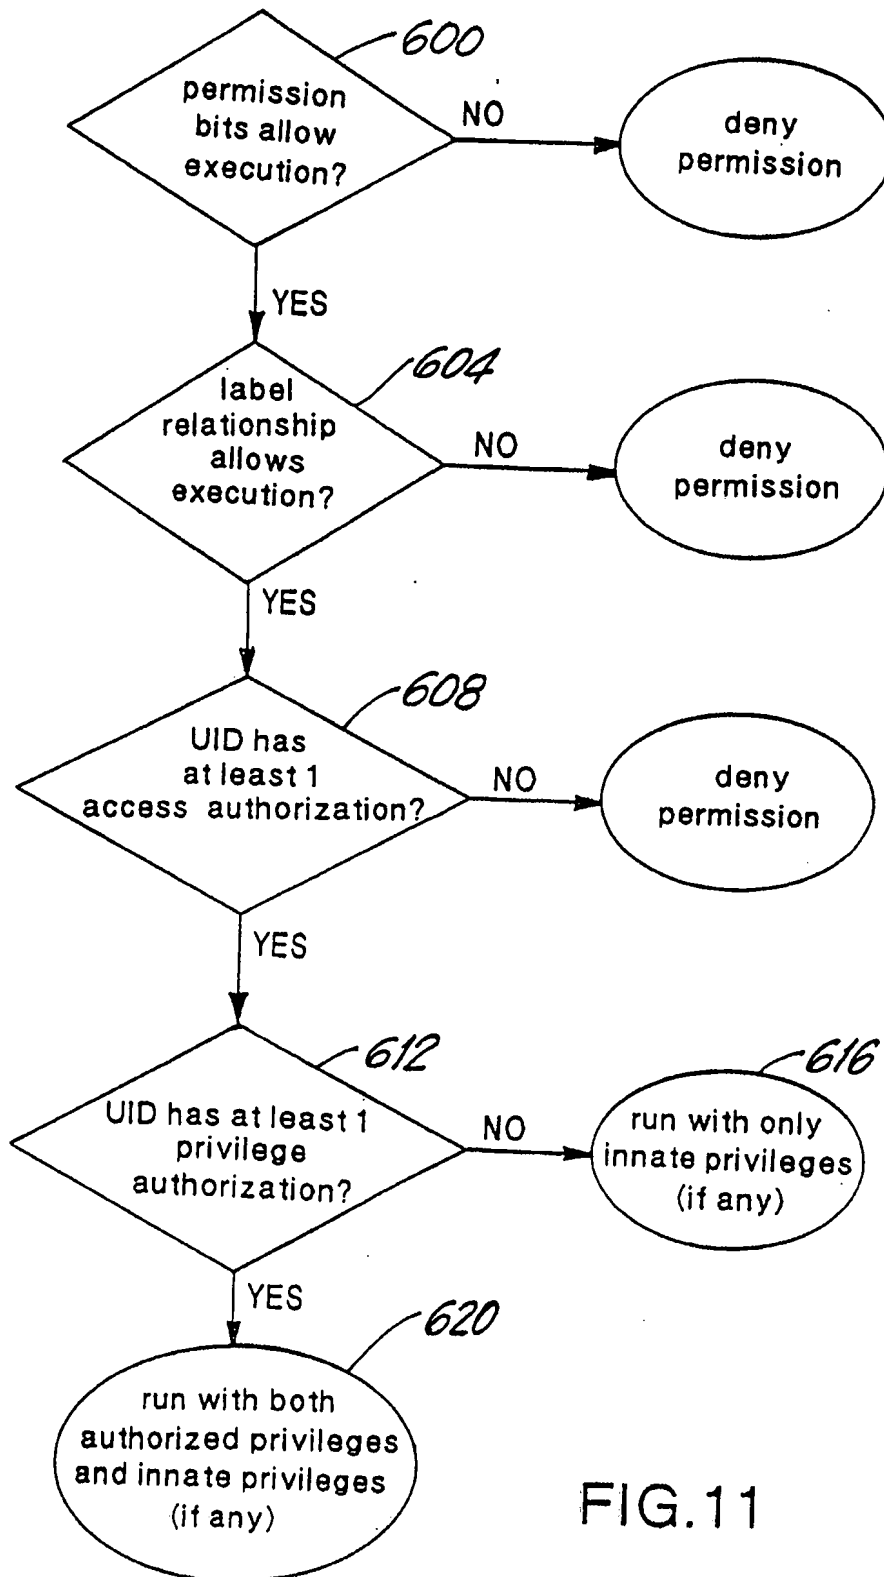 600
permission
bits allow
execution?
NO
deny
permission
YES
604
label
relationship
allows
execution?
NO
deny
permission
YES
608
UID has
at least 1
access authorization?
NO
deny
permission
YES
612
UID has at least 1
privilege
authorization?
NO
616
run with only
innate privileges
(if any)
YES
620
run with both
authorized privileges
and innate privileges
(if any)
FIG.11